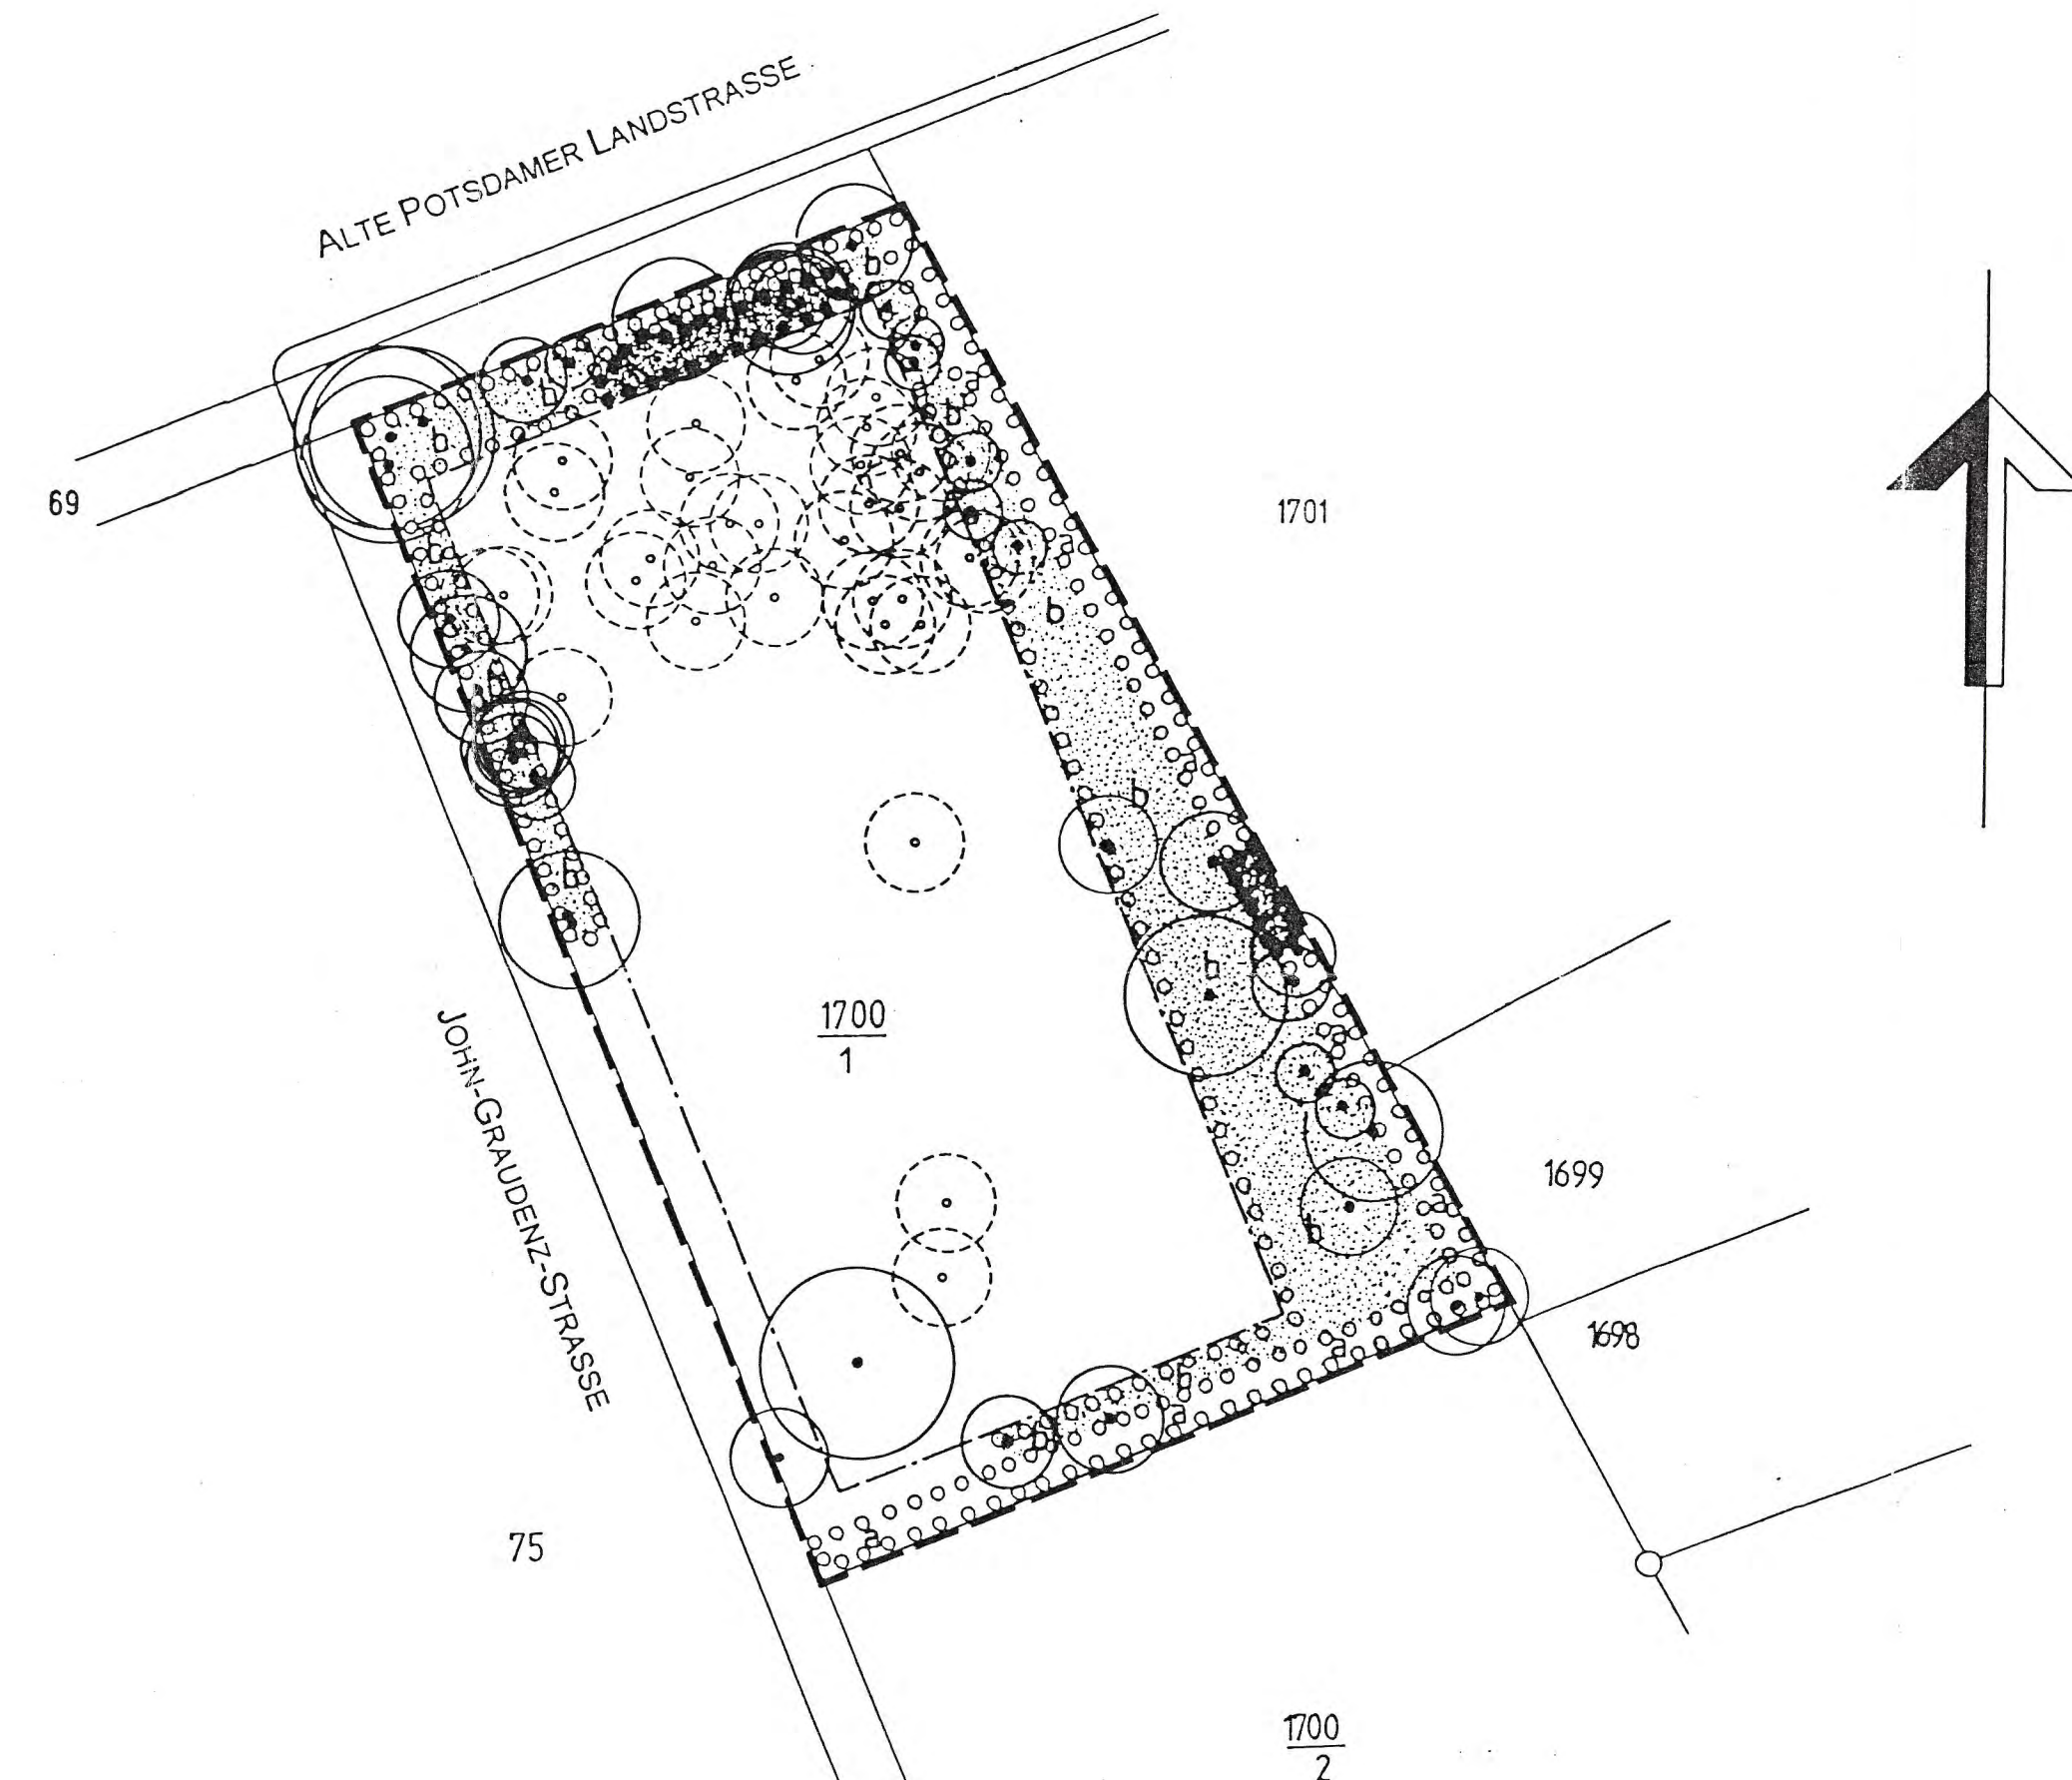 ALTE POTSDAMER LANDSTRASSE
b
b
b
69
1701
a
b
a
b
b
b
1700
1
JOHN-GRAUDENZ-STRASSE
1699
a
b
1698
a
b
a
b
a
75
1700
2